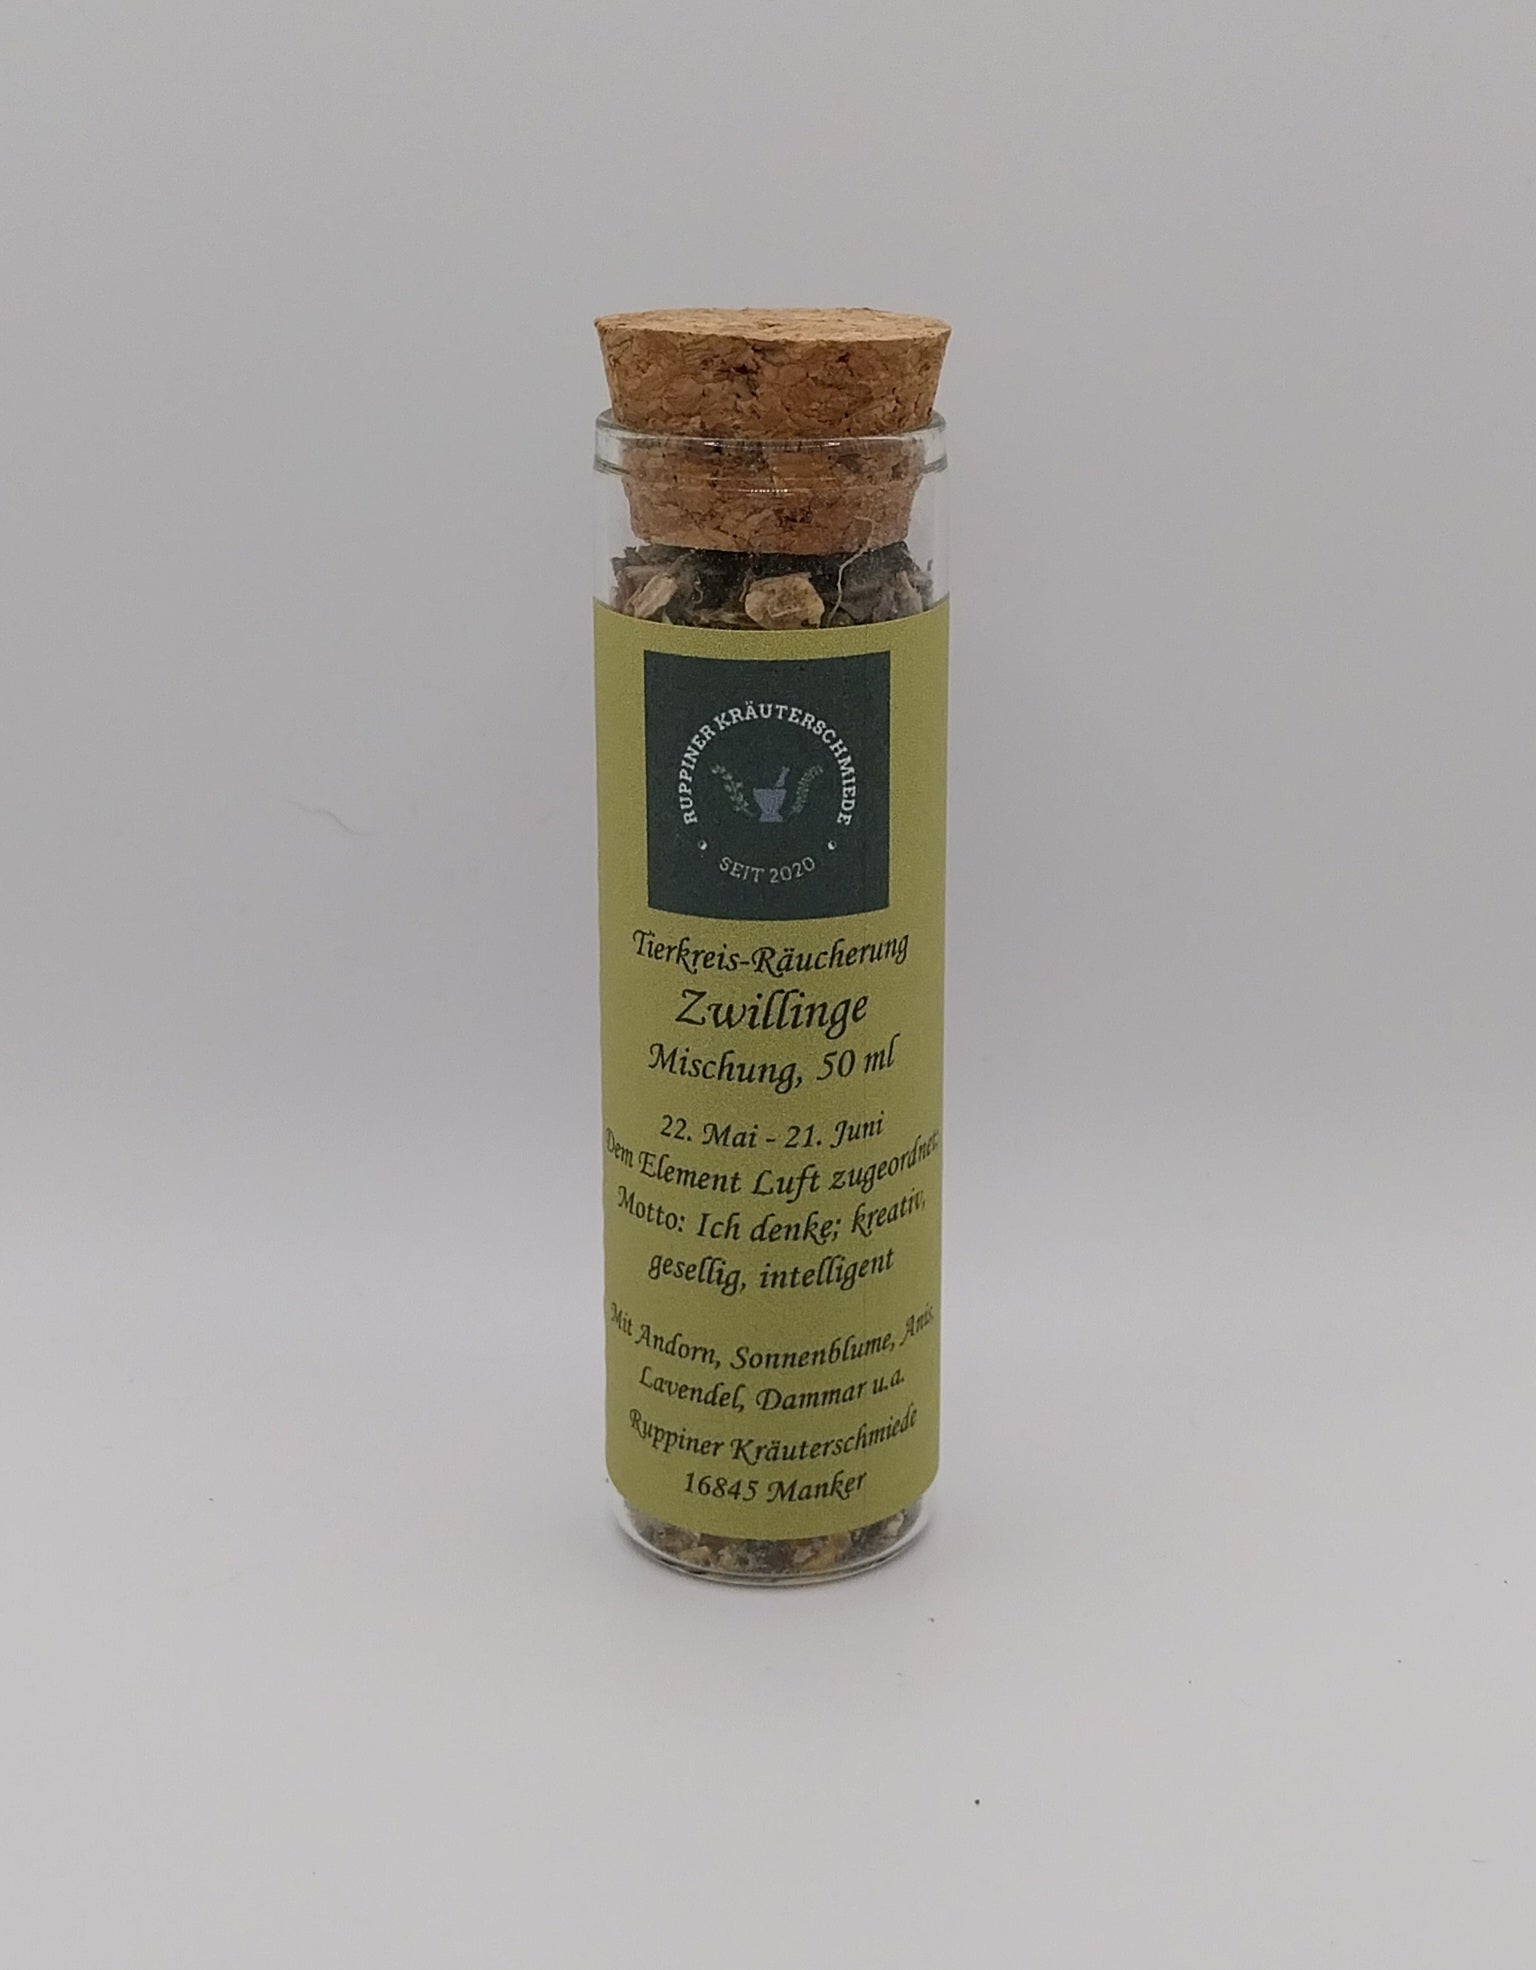 RUPPINER KRÄUTERSCHMIEDE
SEIT 2020
Tierkreis-Räucherung
Zwillinge
Mischung, 50 ml
22. Mai - 21. Juni
Dem Element Luft zugeordnet;
Motto: Ich denke; kreativ,
gesellig, intelligent
Mit Andorn, Sonnenblume, Anis,
Lavendel, Dammar u.a.
Ruppiner Kräuterschmiede
16845 Manker